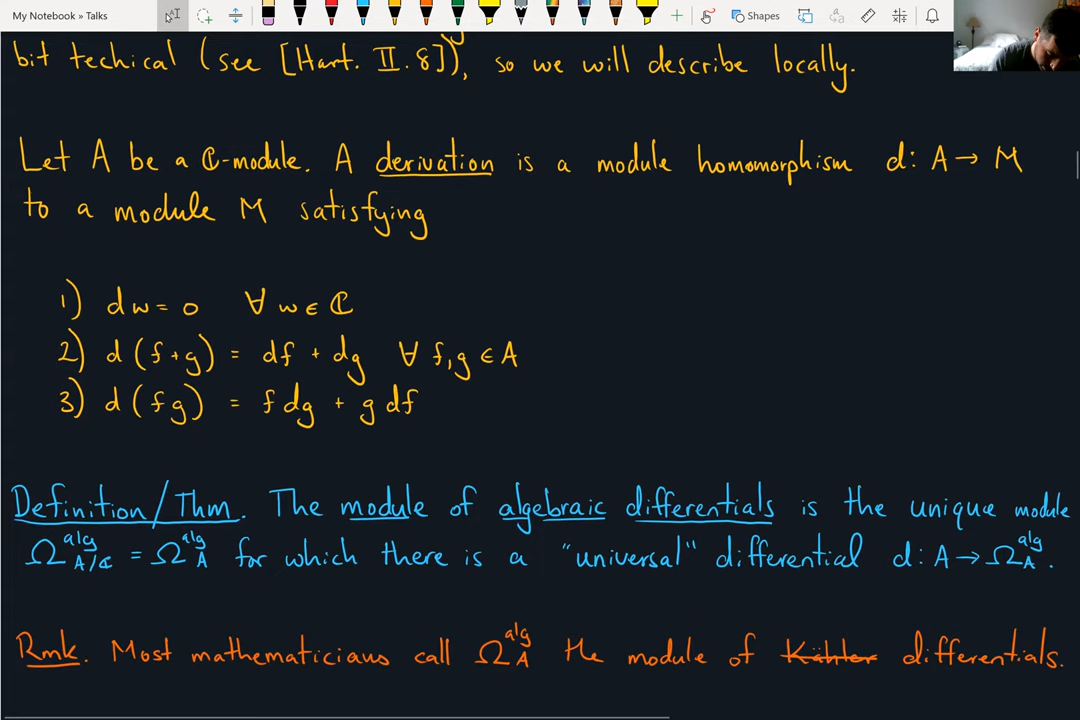 My Notebook » Talks
Shapes
bit techical (see [Hart. II.8]), so we will describe locally.
Let A be a ℂ-module. A derivation is a module homomorphism d: A → M
to a module M satisfying
1) dw = 0 ∀ w ∈ ℂ
2) d(f+g) = df + dg ∀ f,g ∈ A
3) d(fg) = f dg + g df
Definition/Thm. The module of algebraic differentials is the unique module
Ω^alg_A/ℂ = Ω^alg_A for which there is a "universal" differential d: A → Ω^alg_A.
Rmk. Most mathematicians call Ω^alg_A the module of Kähler differentials.